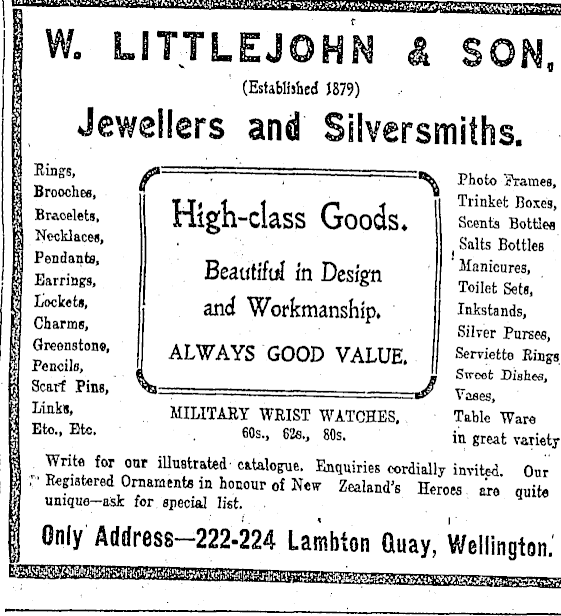 W. LITTLEJOHN & SON,
(Established 1879)
Jewellers and Silversmiths.
Rings,
Brooches,
Bracelets,
Necklaces,
Pendants,
Earrings,
Lockets,
Charms,
Greenstone,
Pencils,
Scarf Pins,
Links,
Etc., Etc.
High-class Goods.
Beautiful in Design
and Workmanship.
ALWAYS GOOD VALUE.
MILITARY WRIST WATCHES,
60s., 62s., 80s.
Photo Frames,
Trinket Boxes,
Scents Bottles
Salts Bottles
Manicures,
Toilet Sets,
Inkstands,
Silver Purses,
Serviette Rings
Sweet Dishes,
Vases,
Table Ware
in great variety
Write for our illustrated catalogue. Enquiries cordially invited. Our
Registered Ornaments in honour of New Zealand's Heroes are quite
unique—ask for special list.
Only Address—222-224 Lambton Quay, Wellington.